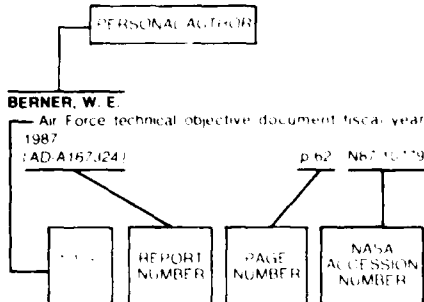 PERSONAL AUTHOR
BERNER, W. E.
Air Force technical objective document fiscal year
1987
(AD-A167324) p 62
REPORT PAGE NASA
NUMBER NUMBER ACCESSION
NUMBER